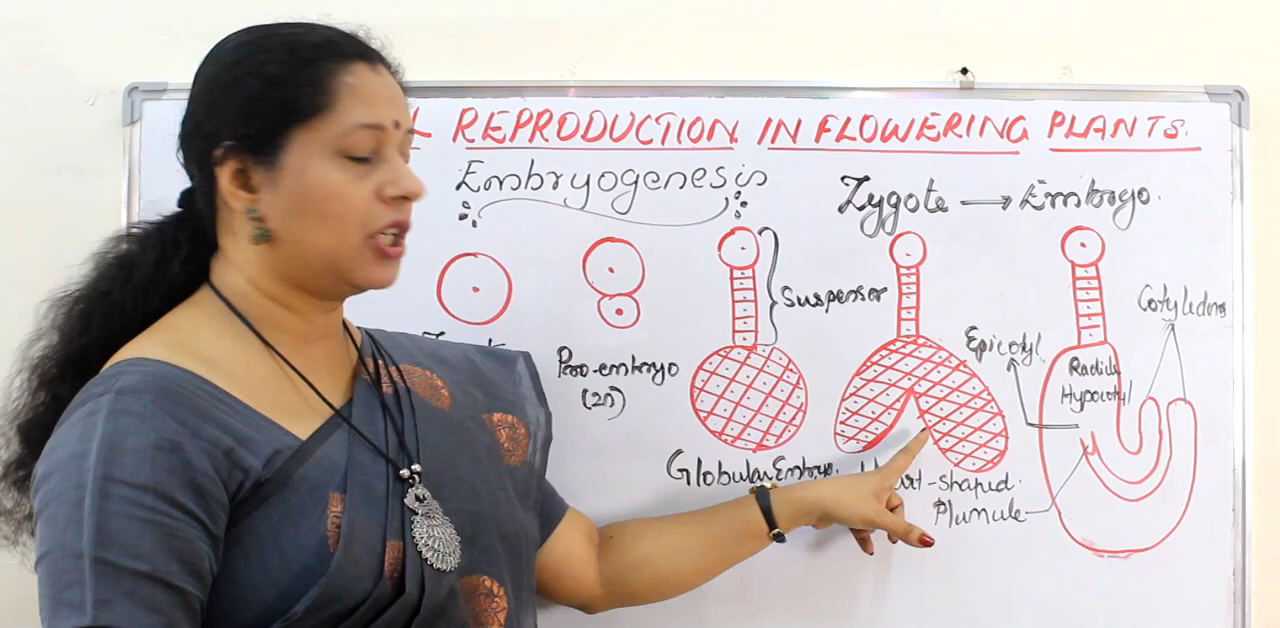 L REPRODUCTION IN FLOWERING PLANTS.
Embryogenesis
Zygote → Embryo.
Suspensor
Cotyledons
Epicotyl
Radicle
Hypocotyl
Pro-embryo
(2n)
Globular Embryo.
Heart-shaped.
Plumule